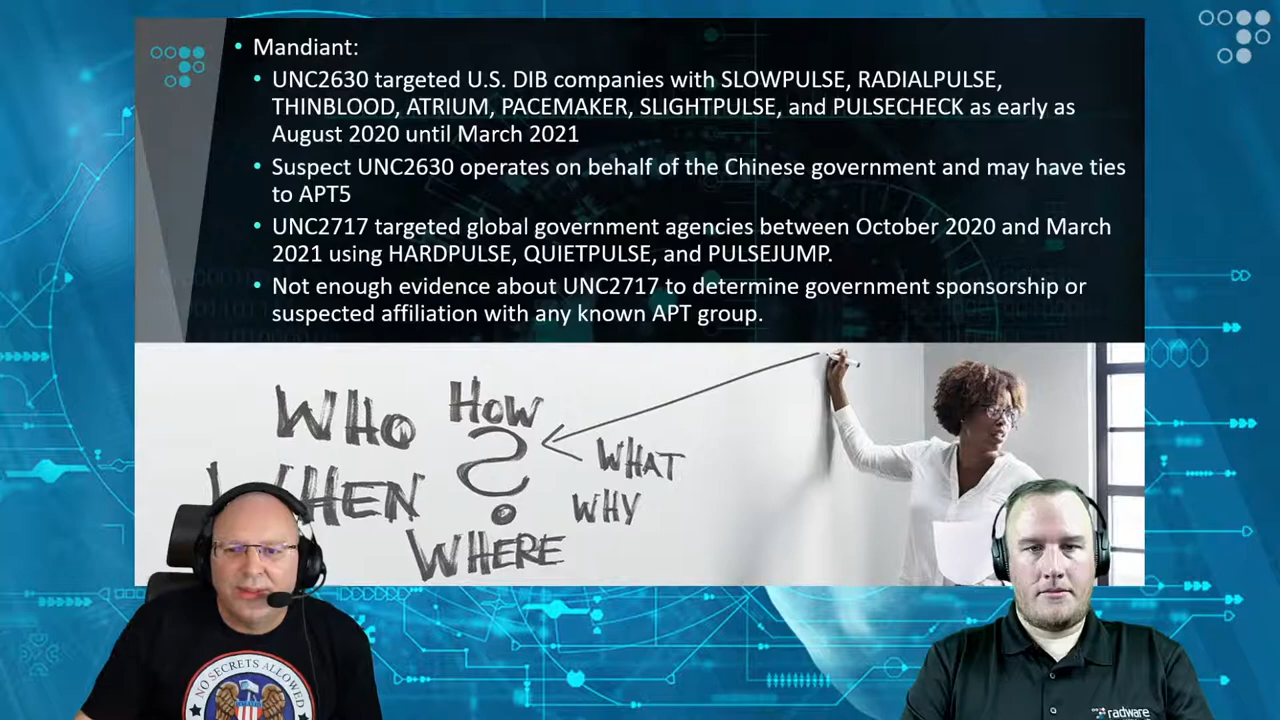 Mandiant:
UNC2630 targeted U.S. DIB companies with SLOWPULSE, RADIALPULSE,
THINBLOOD, ATRIUM, PACEMAKER, SLIGHTPULSE, and PULSECHECK as early as
August 2020 until March 2021
Suspect UNC2630 operates on behalf of the Chinese government and may have ties
to APT5
UNC2717 targeted global government agencies between October 2020 and March
2021 using HARDPULSE, QUIETPULSE, and PULSEJUMP.
Not enough evidence about UNC2717 to determine government sponsorship or
suspected affiliation with any known APT group.
WHO
HOW
?
WHAT
WHEN
WHY
WHERE
NO SECRETS ALLOWED
radware